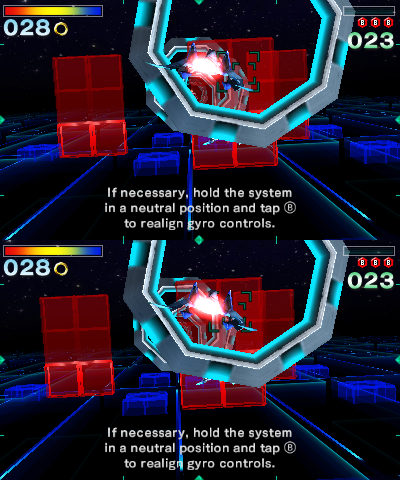 028
B B B
023
If necessary, hold the system
in a neutral position and tap Ⓑ
to realign gyro controls.
028
B B B
023
If necessary, hold the system
in a neutral position and tap Ⓑ
to realign gyro controls.